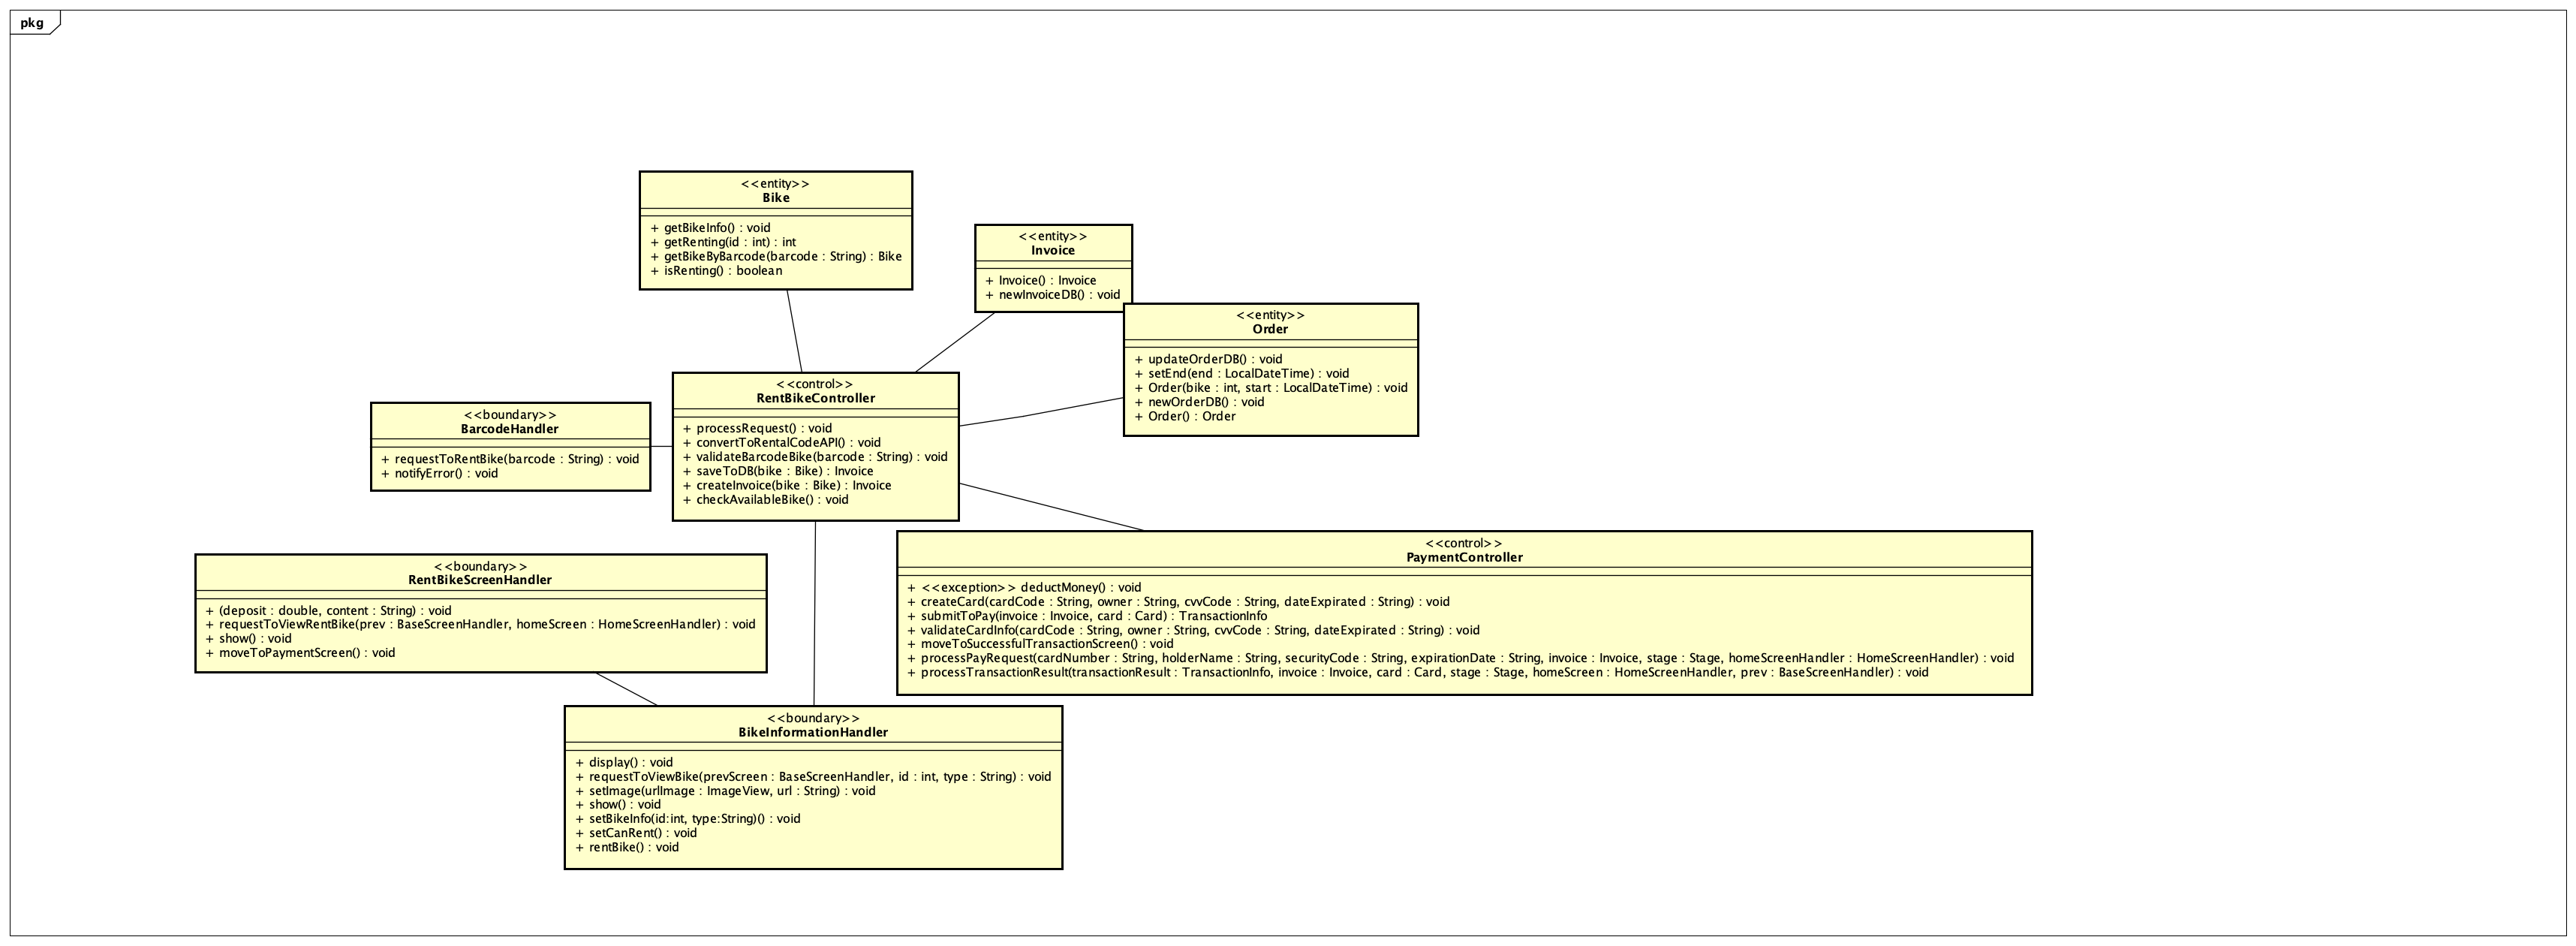 pkg
<<entity>>
Bike
+ getBikeInfo() : void
+ getRenting(id : int) : int
+ getBikeByBarcode(barcode : String) : Bike
+ isRenting() : boolean
<<entity>>
Invoice
+ Invoice() : Invoice
+ newInvoiceDB() : void
<<entity>>
Order
+ updateOrderDB() : void
+ setEnd(end : LocalDateTime) : void
+ Order(bike : int, start : LocalDateTime) : void
+ newOrderDB() : void
+ Order() : Order
<<control>>
RentBikeController
+ processRequest() : void
+ convertToRentalCodeAPI() : void
+ validateBarcodeBike(barcode : String) : void
+ saveToDB(bike : Bike) : Invoice
+ createInvoice(bike : Bike) : Invoice
+ checkAvailableBike() : void
<<boundary>>
BarcodeHandler
+ requestToRentBike(barcode : String) : void
+ notifyError() : void
<<control>>
PaymentController
+ <<exception>> deductMoney() : void
+ createCard(cardCode : String, owner : String, cvvCode : String, dateExpirated : String) : void
+ submitToPay(invoice : Invoice, card : Card) : TransactionInfo
+ validateCardInfo(cardCode : String, owner : String, cvvCode : String, dateExpirated : String) : void
+ moveToSuccessfulTransactionScreen() : void
+ processPayRequest(cardNumber : String, holderName : String, securityCode : String, expirationDate : String, invoice : Invoice, stage : Stage, homeScreenHandler : HomeScreenHandler) : void
+ processTransactionResult(transactionResult : TransactionInfo, invoice : Invoice, card : Card, stage : Stage, homeScreen : HomeScreenHandler, prev : BaseScreenHandler) : void
<<boundary>>
RentBikeScreenHandler
+ (deposit : double, content : String) : void
+ requestToViewRentBike(prev : BaseScreenHandler, homeScreen : HomeScreenHandler) : void
+ show() : void
+ moveToPaymentScreen() : void
<<boundary>>
BikeInformationHandler
+ display() : void
+ requestToViewBike(prevScreen : BaseScreenHandler, id : int, type : String) : void
+ setImage(urlImage : ImageView, url : String) : void
+ show() : void
+ setBikeInfo(id:int, type:String)() : void
+ setCanRent() : void
+ rentBike() : void